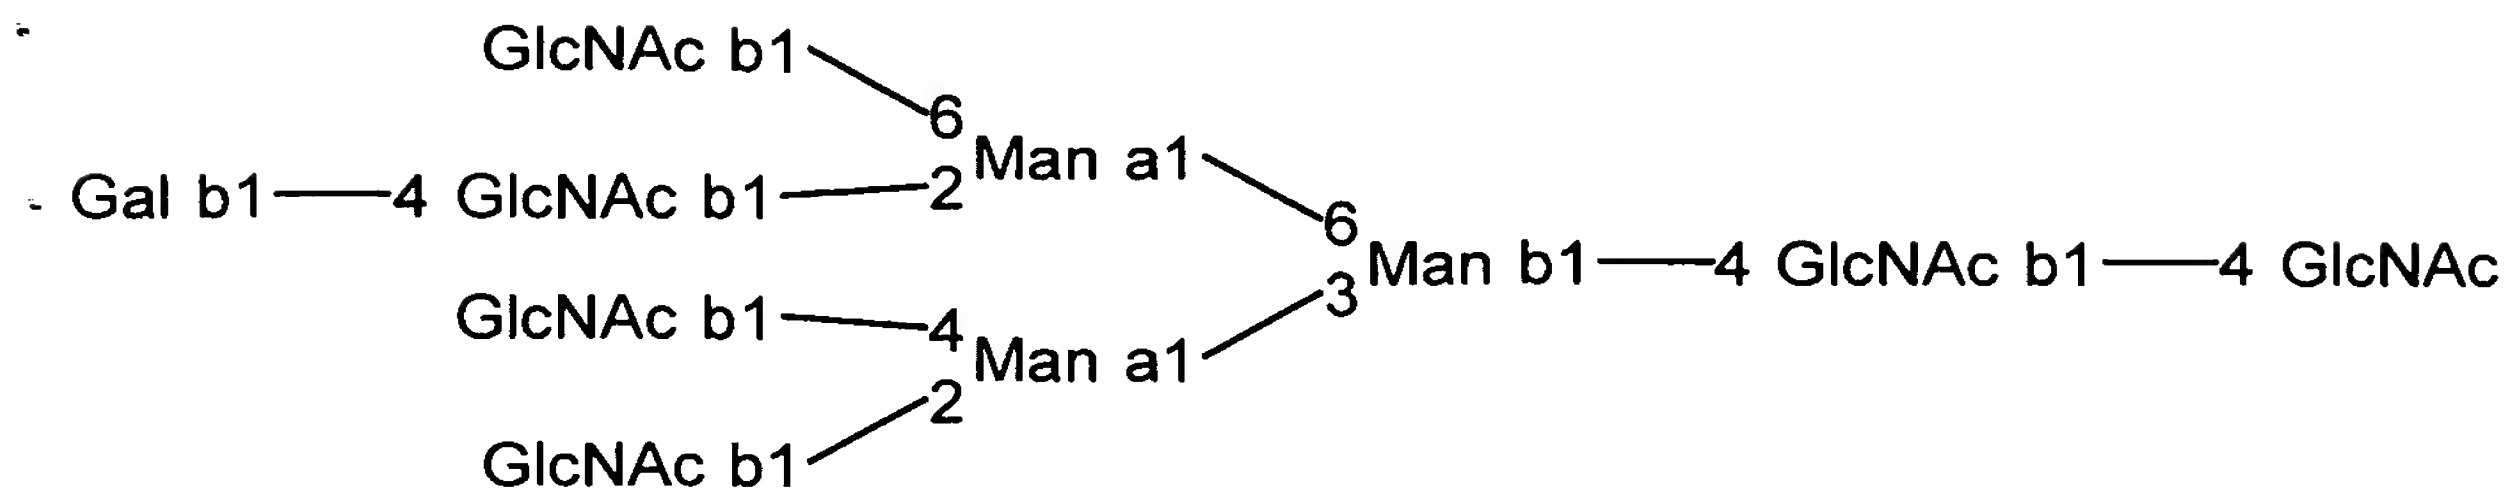 GlcNAc b1
6
Man a1
Gal b1 4 GlcNAc b1 2
6
Man b1 4 GlcNAc b1 4 GlcNAc
3
GlcNAc b1 4
Man a1
2
GlcNAc b1